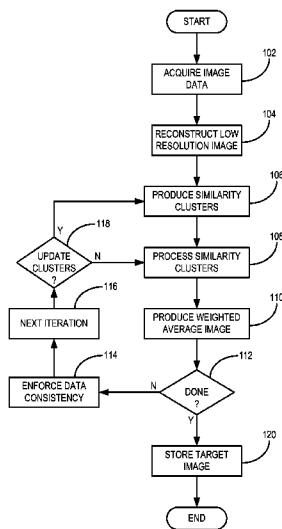 START
102
ACQUIRE IMAGE
DATA
104
RECONSTRUCT LOW
RESOLUTION IMAGE
106
PRODUCE SIMILARITY
CLUSTERS
118
Y
UPDATE
CLUSTERS
?
N
108
PROCESS SIMILARITY
CLUSTERS
116
NEXT ITERATION
110
PRODUCE WEIGHTED
AVERAGE IMAGE
114
ENFORCE DATA
CONSISTENCY
112
N
DONE
?
Y
120
STORE TARGET
IMAGE
END